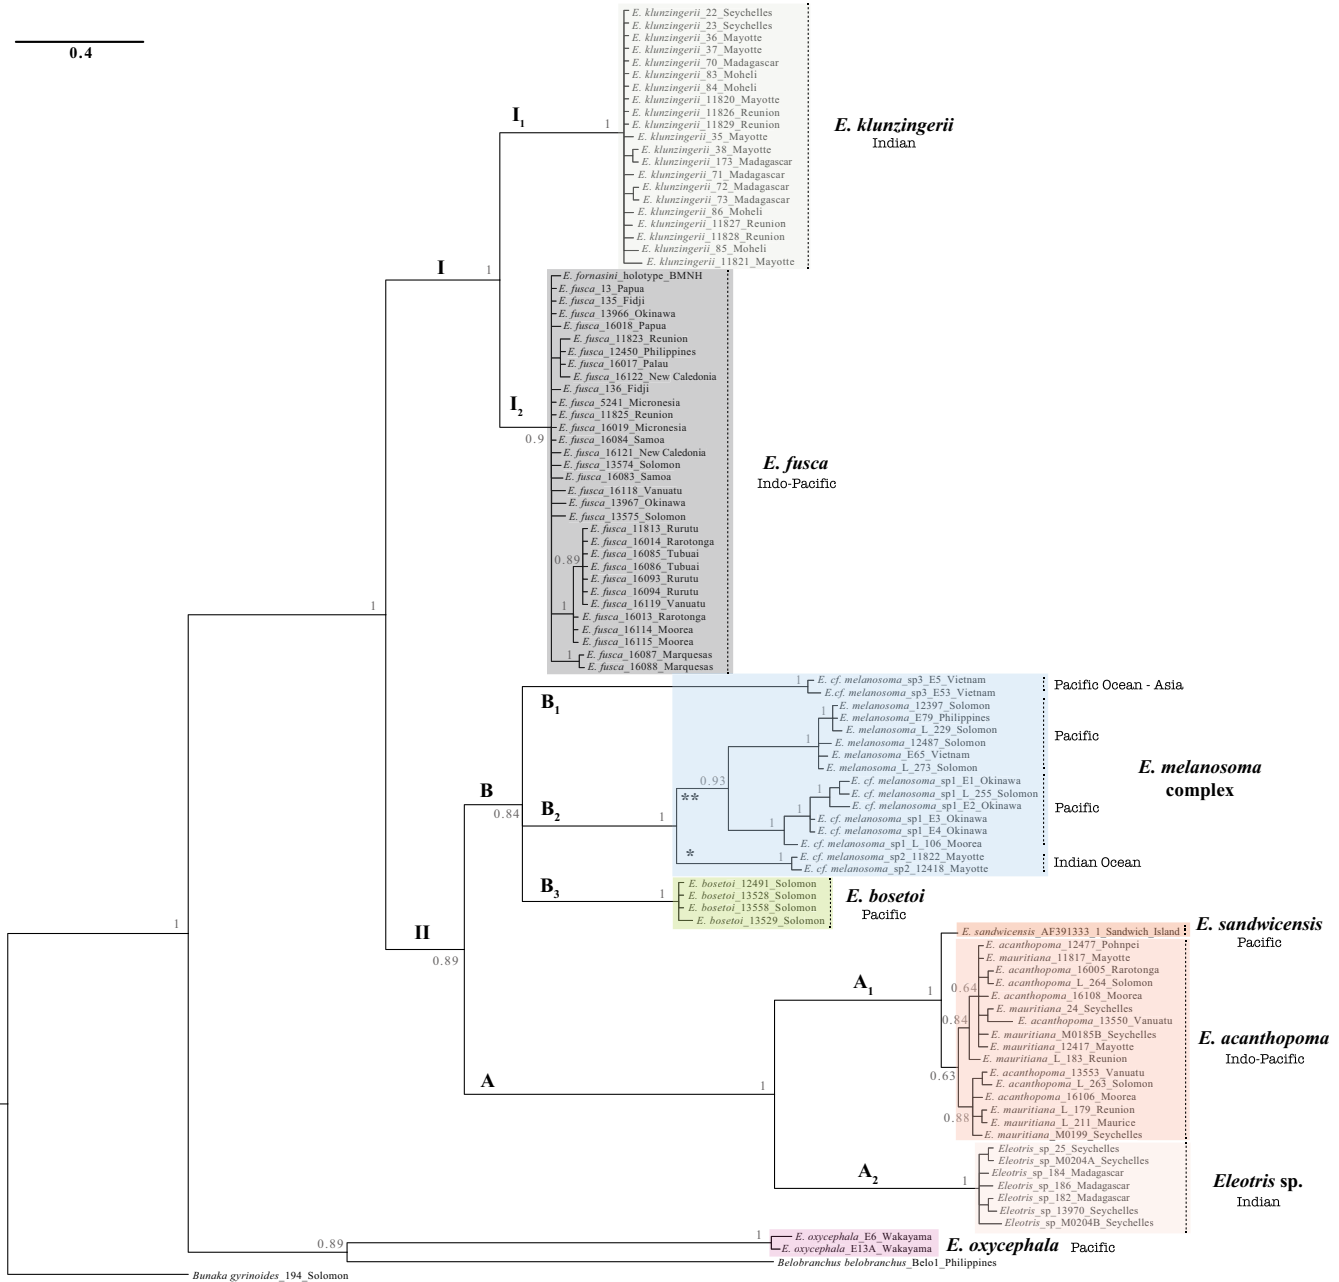 0.4
E. klunzingerii_22_Seychelles
E. klunzingerii_23_Seychelles
E. klunzingerii_36_Mayotte
E. klunzingerii_37_Mayotte
E. klunzingerii_70_Madagascar
E. klunzingerii_83_Moheli
E. klunzingerii_84_Moheli
E. klunzingerii_11820_Mayotte
E. klunzingerii_11826_Reunion
E. klunzingerii_11829_Reunion
E. klunzingerii_35_Mayotte
E. klunzingerii_38_Mayotte
E. klunzingerii_173_Madagascar
E. klunzingerii_71_Madagascar
E. klunzingerii_72_Madagascar
E. klunzingerii_73_Madagascar
E. klunzingerii_86_Moheli
E. klunzingerii_11827_Reunion
E. klunzingerii_11828_Reunion
E. klunzingerii_85_Moheli
E. klunzingerii_11821_Mayotte
I1
1
E. klunzingerii
Indian
I
1
E. fornasini_holotype_BMNH
E. fusca_13_Papua
E. fusca_135_Fidji
E. fusca_13966_Okinawa
E. fusca_16018_Papua
E. fusca_11823_Reunion
E. fusca_12450_Philippines
E. fusca_16017_Palau
E. fusca_16122_New Caledonia
E. fusca_136_Fidji
E. fusca_5241_Micronesia
E. fusca_11825_Reunion
E. fusca_16019_Micronesia
E. fusca_16084_Samoa
E. fusca_16121_New Caledonia
E. fusca_13574_Solomon
E. fusca_16083_Samoa
E. fusca_16118_Vanuatu
E. fusca_13967_Okinawa
E. fusca_13575_Solomon
E. fusca_11813_Rurutu
E. fusca_16014_Rarotonga
E. fusca_16085_Tubuai
E. fusca_16086_Tubuai
E. fusca_16093_Rurutu
E. fusca_16094_Rurutu
E. fusca_16119_Vanuatu
E. fusca_16013_Rarotonga
E. fusca_16114_Moorea
E. fusca_16115_Moorea
E. fusca_16087_Marquesas
E. fusca_16088_Marquesas
I2
0.9
0.89
1
1
E. fusca
Indo-Pacific
1
E. cf. melanosoma_sp3_E5_Vietnam
E.cf. melanosoma_sp3_E53_Vietnam
E. melanosoma_12397_Solomon
E. melanosoma_E79_Philippines
E. melanosoma_L_229_Solomon
E. melanosoma_12487_Solomon
E. melanosoma_E65_Vietnam
E. melanosoma_L_273_Solomon
E. cf. melanosoma_sp1_E1_Okinawa
E. cf. melanosoma_sp1_L_255_Solomon
E. cf. melanosoma_sp1_E2_Okinawa
E. cf. melanosoma_sp1_E3_Okinawa
E. cf. melanosoma_sp1_E4_Okinawa
E. cf. melanosoma_sp1_L_106_Moorea
E. cf. melanosoma_sp2_11822_Mayotte
E. cf. melanosoma_sp2_12418_Mayotte
1
1
1
0.93
1
1
1
1
1
**
*
Pacific Ocean - Asia
Pacific
Pacific
Indian Ocean
E. melanosoma
complex
B1
B
0.84
B2
B3
1
E. bosetoi_12491_Solomon
E. bosetoi_13528_Solomon
E. bosetoi_13558_Solomon
E. bosetoi_13529_Solomon
E. bosetoi
Pacific
II
0.89
1
E. sandwicensis_AF391333_1_Sandwich_Island
E. sandwicensis
Pacific
E. acanthopoma_12477_Pohnpei
E. mauritiana_11817_Mayotte
E. acanthopoma_16005_Rarotonga
E. acanthopoma_L_264_Solomon
E. acanthopoma_16108_Moorea
E. mauritiana_24_Seychelles
E. acanthopoma_13550_Vanuatu
E. mauritiana_M0185B_Seychelles
E. mauritiana_12417_Mayotte
E. mauritiana_L_183_Reunion
E. acanthopoma_13553_Vanuatu
E. acanthopoma_L_263_Solomon
E. acanthopoma_16106_Moorea
E. mauritiana_L_179_Reunion
E. mauritiana_L_211_Maurice
E. mauritiana_M0199_Seychelles
A1
1
0.64
0.84
0.63
0.88
E. acanthopoma
Indo-Pacific
A
1
Eleotris_sp_25_Seychelles
Eleotris_sp_M0204A_Seychelles
Eleotris_sp_184_Madagascar
Eleotris_sp_186_Madagascar
Eleotris_sp_182_Madagascar
Eleotris_sp_13970_Seychelles
Eleotris_sp_M0204B_Seychelles
A2
1
Eleotris sp.
Indian
0.89
1
E. oxycephala_E6_Wakayama
E. oxycephala_E13A_Wakayama
E. oxycephala Pacific
Belobranchus belobranchus_Belo1_Philippines
Bunaka gyrinoides_194_Solomon